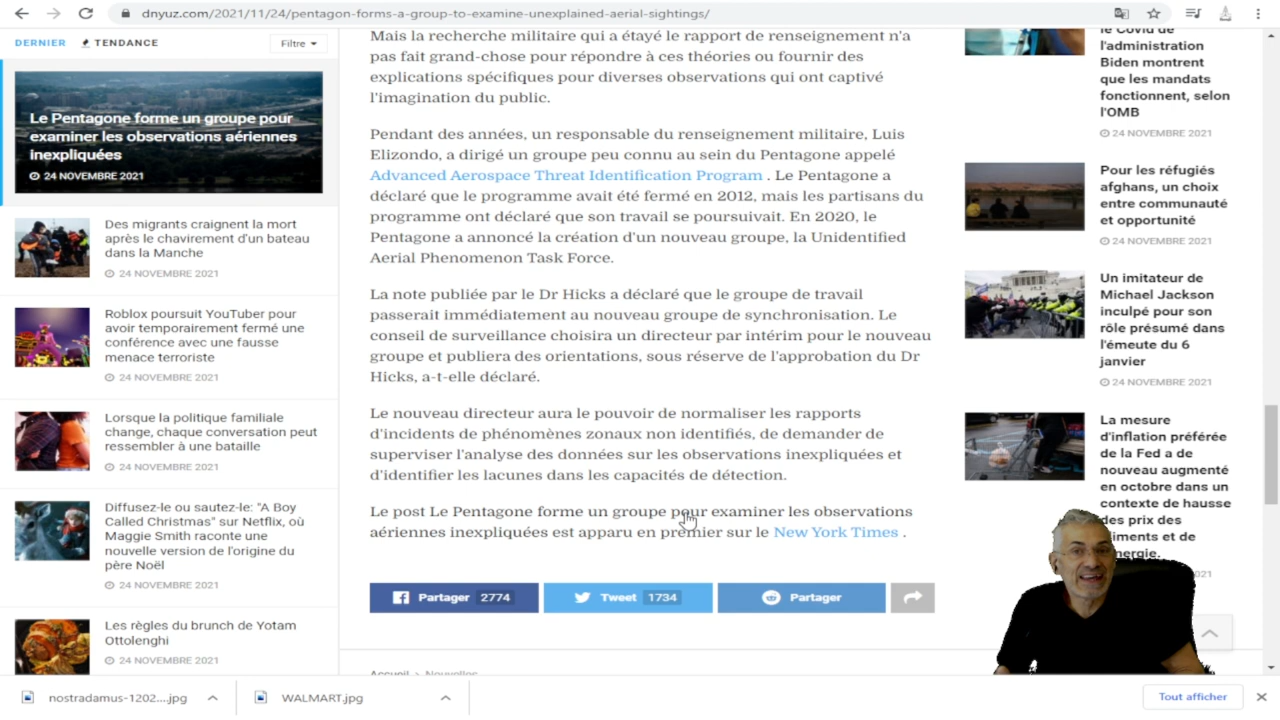 dnyuz.com/2021/11/24/pentagon-forms-a-group-to-examine-unexplained-aerial-sightings/
DERNIER
TENDANCE
Filtre
Le Pentagone forme un groupe pour
examiner les observations aériennes
inexpliquées
24 NOVEMBRE 2021
Des migrants craignent la mort
après le chavirement d'un bateau
dans la Manche
24 NOVEMBRE 2021
Roblox poursuit YouTuber pour
avoir temporairement fermé une
conférence avec une fausse
menace terroriste
24 NOVEMBRE 2021
Lorsque la politique familiale
change, chaque conversation peut
ressembler à une bataille
24 NOVEMBRE 2021
Diffusez-le ou sautez-le: "A Boy
Called Christmas" sur Netflix, où
Maggie Smith raconte une
nouvelle version de l'origine du
père Noël
24 NOVEMBRE 2021
Les règles du brunch de Yotam
Ottolenghi
24 NOVEMBRE 2021
Mais la recherche militaire qui a étayé le rapport de renseignement n'a
pas fait grand-chose pour répondre à ces théories ou fournir des
explications spécifiques pour diverses observations qui ont captivé
l'imagination du public.
Pendant des années, un responsable du renseignement militaire, Luis
Elizondo, a dirigé un groupe peu connu au sein du Pentagone appelé
Advanced Aerospace Threat Identification Program . Le Pentagone a
déclaré que le programme avait été fermé en 2012, mais les partisans du
programme ont déclaré que son travail se poursuivait. En 2020, le
Pentagone a annoncé la création d'un nouveau groupe, la Unidentified
Aerial Phenomenon Task Force.
La note publiée par le Dr Hicks a déclaré que le groupe de travail
passerait immédiatement au nouveau groupe de synchronisation. Le
conseil de surveillance choisira un directeur par intérim pour le nouveau
groupe et publiera des orientations, sous réserve de l'approbation du Dr
Hicks, a-t-elle déclaré.
Le nouveau directeur aura le pouvoir de normaliser les rapports
d'incidents de phénomènes zonaux non identifiés, de demander de
superviser l'analyse des données sur les observations inexpliquées et
d'identifier les lacunes dans les capacités de détection.
Le post Le Pentagone forme un groupe pour examiner les observations
aériennes inexpliquées est apparu en premier sur le New York Times .
Partager 2774
Tweet 1734
Partager
Accueil > Nouvelles
le Covid de
l'administration
Biden montrent
que les mandats
fonctionnent, selon
l'OMB
24 NOVEMBRE 2021
Pour les réfugiés
afghans, un choix
entre communauté
et opportunité
24 NOVEMBRE 2021
Un imitateur de
Michael Jackson
inculpé pour son
rôle présumé dans
l'émeute du 6
janvier
24 NOVEMBRE 2021
La mesure
d'inflation préférée
de la Fed a de
nouveau augmenté
en octobre dans un
contexte de hausse
des prix des
aliments et de
énergie.
nostradamus-1202....jpg
WALMART.jpg
Tout afficher